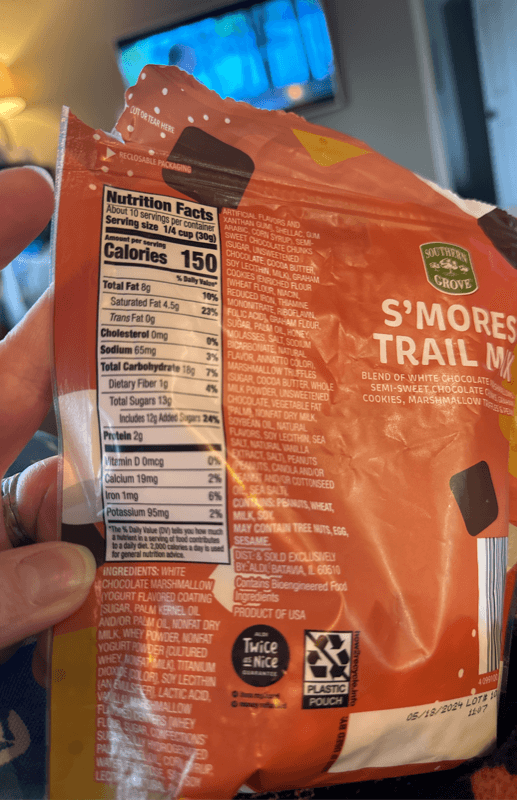 CUT OR TEAR HERE
RECLOSABLE PACKAGING
Nutrition Facts
About 10 servings per container
Serving size 1/4 cup (30g)
Amount per serving
Calories 150
% Daily Value*
Total Fat 8g 10%
Saturated Fat 4.5g 23%
Trans Fat 0g
Cholesterol 0mg 0%
Sodium 65mg 3%
Total Carbohydrate 18g 7%
Dietary Fiber 1g 4%
Total Sugars 13g
Includes 12g Added Sugars 24%
Protein 2g
Vitamin D 0mcg 0%
Calcium 19mg 2%
Iron 1mg 6%
Potassium 95mg 2%
*The % Daily Value (DV) tells you how much
a nutrient in a serving of food contributes
to a daily diet. 2,000 calories a day is used
for general nutrition advice.
INGREDIENTS: WHITE
CHOCOLATE MARSHMALLOW
YOGURT FLAVORED COATING
SUGAR, PALM KERNEL OIL
AND/OR PALM OIL, NONFAT DRY
MILK, WHEY POWDER, NONFAT
YOGURT POWDER (CULTURED
WHEY, NONFAT MILK), TITANIUM
DIOXIDE (COLOR), SOY LECITHIN
LACTIC ACID,
ARTIFICIAL FLAVORS AND
XANTHAN GUM, SHELLAC, GUM
ARABIC, CORN SYRUP), SEMI-
SWEET CHOCOLATE CHUNKS
(SUGAR, UNSWEETENED
CHOCOLATE, COCOA BUTTER,
SOY LECITHIN, MILK), GRAHAM
COOKIES (ENRICHED FLOUR
[WHEAT FLOUR, NIACIN,
REDUCED IRON, THIAMINE
MONONITRATE, RIBOFLAVIN,
FOLIC ACID], GRAHAM FLOUR,
SUGAR, PALM OIL, HONEY,
MOLASSES, SALT, SODIUM
BICARBONATE, NATURAL
FLAVOR, ANNATTO COLOR),
MARSHMALLOW TRUFFLES
SUGAR, COCOA BUTTER, WHOLE
MILK POWDER, UNSWEETENED
CHOCOLATE, VEGETABLE FAT
(PALM), NONFAT DRY MILK,
SOYBEAN OIL, NATURAL
FLAVORS, SOY LECITHIN, SEA
SALT, NATURAL VANILLA
EXTRACT, SALT), PEANUTS
(PEANUTS, CANOLA AND/OR
PEANUT AND/OR COTTONSEED
OIL, SEA SALT).
CONTAINS: PEANUTS, WHEAT,
MILK, SOY.
MAY CONTAIN TREE NUTS, EGG,
SESAME.
DIST. & SOLD EXCLUSIVELY
BY: ALDI, BATAVIA, IL 60510
Contains Bioengineered Food
Ingredients
PRODUCT OF USA
ALDI
Twice
as Nice
GUARANTEE
how2recycle.info
PLASTIC
POUCH
SOUTHERN
GROVE
S'MORES
TRAIL MIX
BLEND OF WHITE CHOCOLATE
SEMI-SWEET CHOCOLATE
COOKIES, MARSHMALLOW
05/18/2024 LOT#